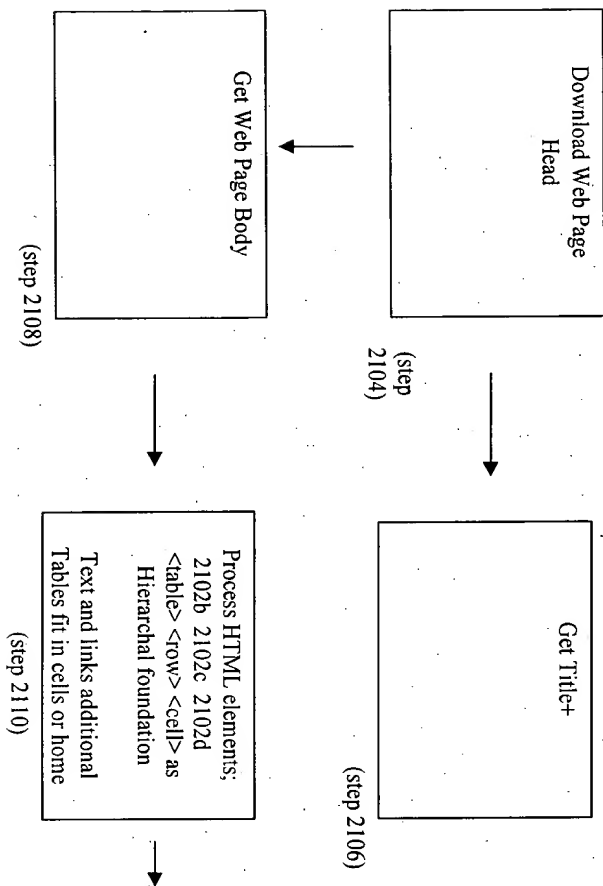 Download Web Page
Head
(step
2104)
Get Title+
(step 2106)
Get Web Page Body
(step 2108)
Process HTML elements;
2102b 2102c 2102d
<table> <row> <cell> as
Hierarchal foundation
Text and links additional
Tables fit in cells or home
(step 2110)